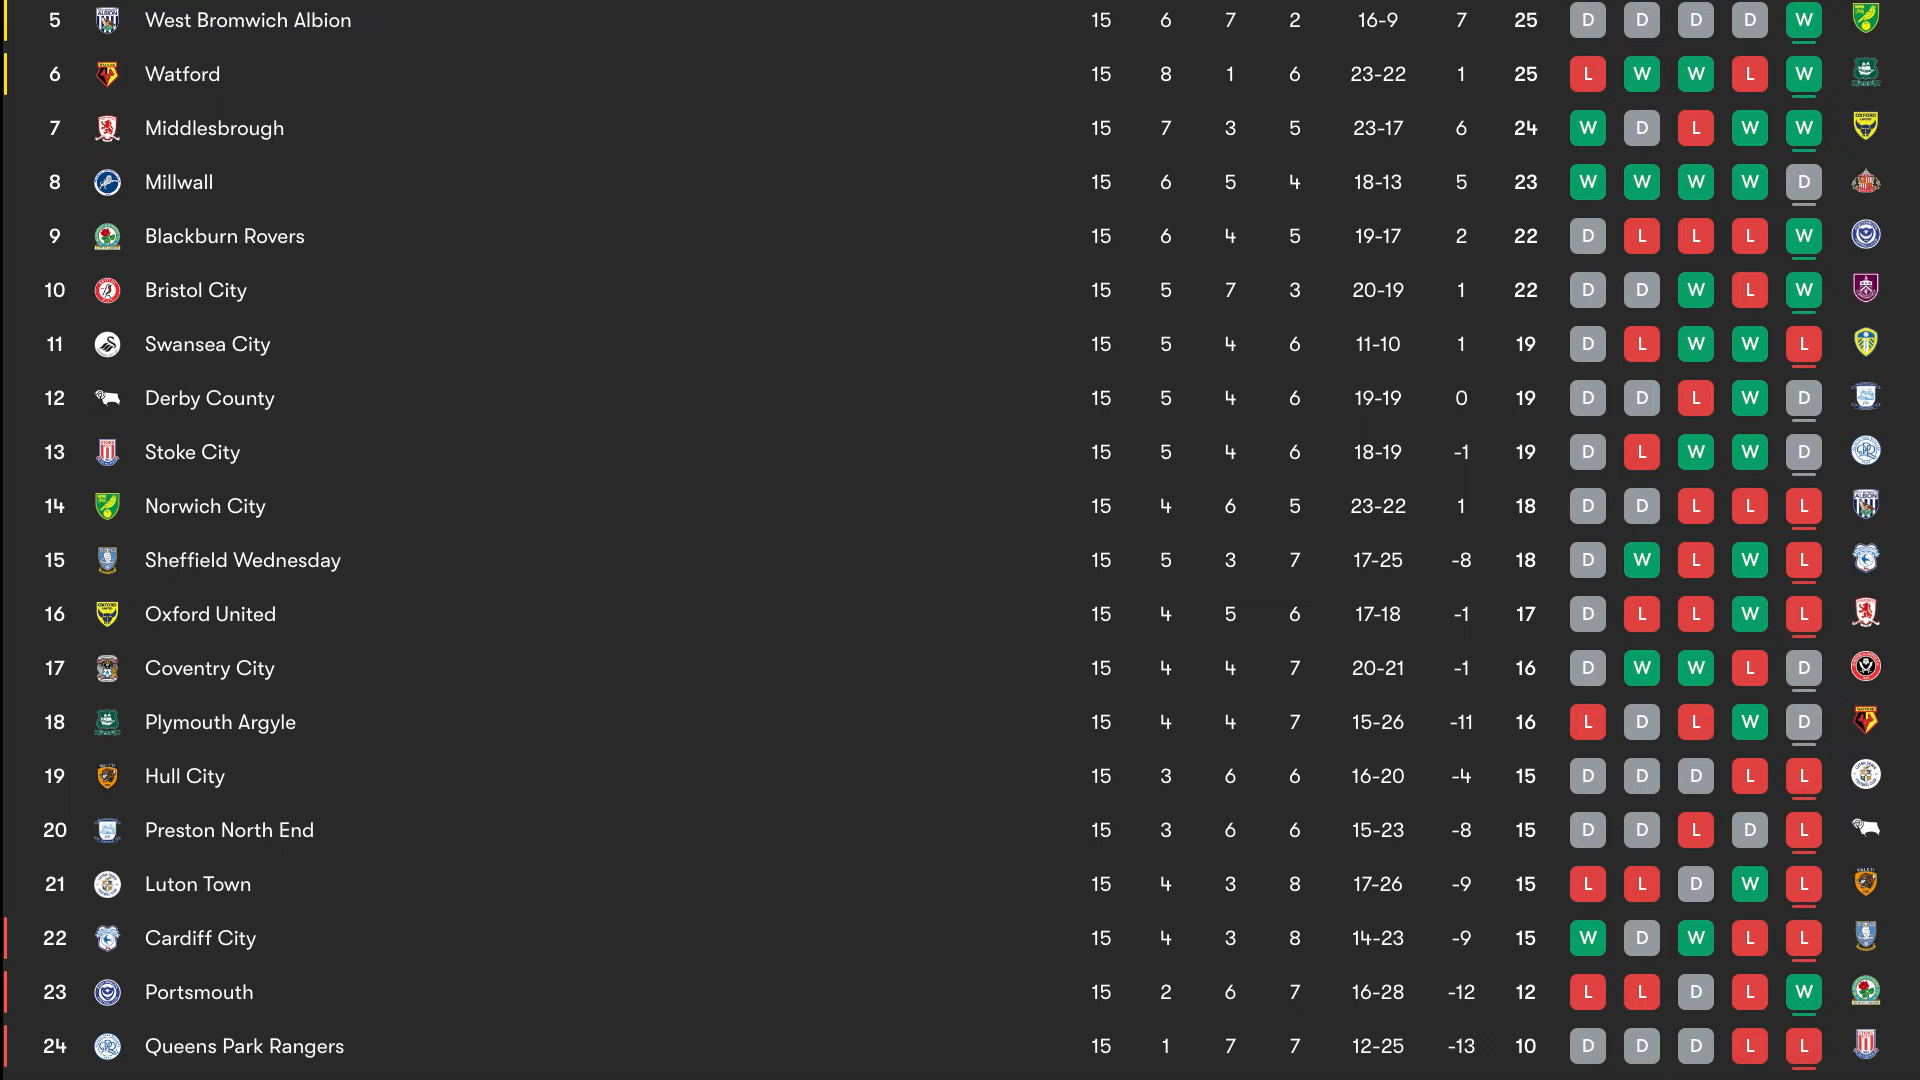 5 West Bromwich Albion 15 6 7 2 16-9 7 25 D D D D W
6 Watford 15 8 1 6 23-22 1 25 L W W L W
7 Middlesbrough 15 7 3 5 23-17 6 24 W D L W W
8 Millwall 15 6 5 4 18-13 5 23 W W W W D
9 Blackburn Rovers 15 6 4 5 19-17 2 22 D L L L W
10 Bristol City 15 5 7 3 20-19 1 22 D D W L W
11 Swansea City 15 5 4 6 11-10 1 19 D L W W L
12 Derby County 15 5 4 6 19-19 0 19 D D L W D
13 Stoke City 15 5 4 6 18-19 -1 19 D L W W D
14 Norwich City 15 4 6 5 23-22 1 18 D D L L L
15 Sheffield Wednesday 15 5 3 7 17-25 -8 18 D W L W L
16 Oxford United 15 4 5 6 17-18 -1 17 D L L W L
17 Coventry City 15 4 4 7 20-21 -1 16 D W W L D
18 Plymouth Argyle 15 4 4 7 15-26 -11 16 L D L W D
19 Hull City 15 3 6 6 16-20 -4 15 D D D L L
20 Preston North End 15 3 6 6 15-23 -8 15 D D L D L
21 Luton Town 15 4 3 8 17-26 -9 15 L L D W L
22 Cardiff City 15 4 3 8 14-23 -9 15 W D W L L
23 Portsmouth 15 2 6 7 16-28 -12 12 L L D L W
24 Queens Park Rangers 15 1 7 7 12-25 -13 10 D D D L L